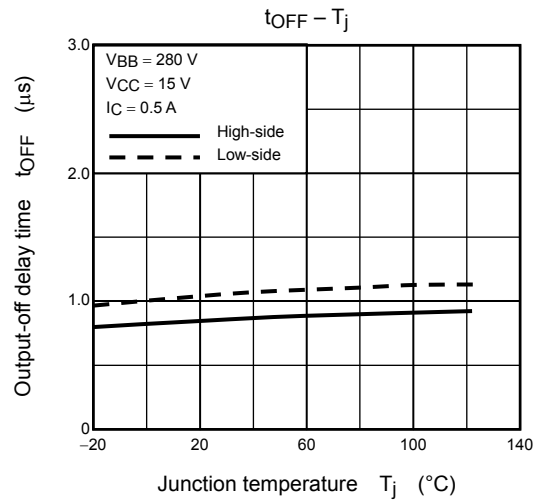 tOFF – Tj
3.0
VBB = 280 V
VCC = 15 V
IC = 0.5 A
High-side
Low-side
2.0
1.0
0
–20
20
60
100
140
Output-off delay time tOFF (μs)
Junction temperature Tj (°C)